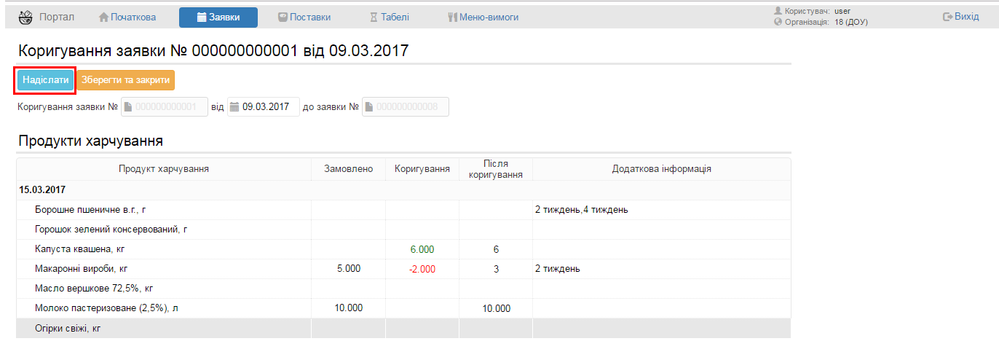 Портал Початкова Заявки Поставки Табелі Меню-вимоги Користувач: user Вихід
Організація: 18 (ДОУ)
Коригування заявки № 000000000001 від 09.03.2017
Надіслати Зберегти та закрити
Коригування заявки № 000000000001 від 09.03.2017 до заявки № 000000000008
Продукти харчування
Продукт харчування Замовлено Коригування Після коригування Додаткова інформація
15.03.2017
Борошне пшеничне в.г., г 2 тиждень,4 тиждень
Горошок зелений консервований, г
Капуста квашена, кг 6.000 6
Макаронні вироби, кг 5.000 -2.000 3 2 тиждень
Масло вершкове 72,5%, кг
Молоко пастеризоване (2,5%), л 10.000 10.000
Огірки свіжі, кг